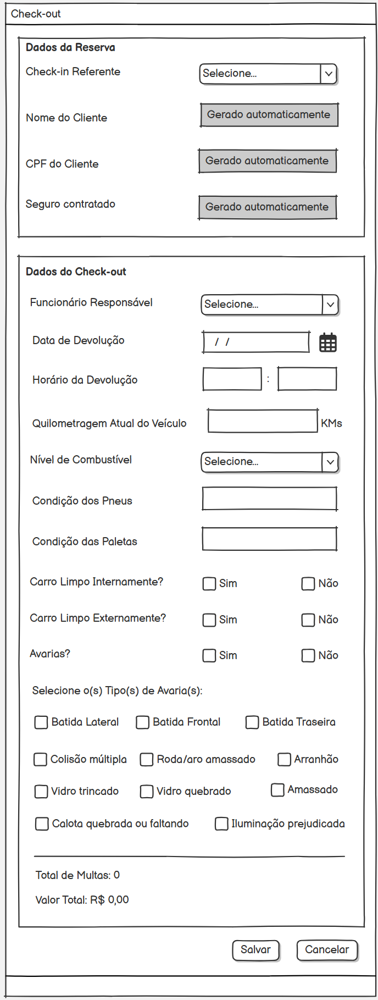 Check-out
Dados da Reserva
Check-in Referente
Selecione...
Nome do Cliente
Gerado automaticamente
CPF do Cliente
Gerado automaticamente
Seguro contratado
Gerado automaticamente
Dados do Check-out
Funcionário Responsável
Selecione...
Data de Devolução
/ /
Horário da Devolução
:
Quilometragem Atual do Veículo
KMs
Nível de Combustível
Selecione...
Condição dos Pneus
Condição das Paletas
Carro Limpo Internamente?
Sim
Não
Carro Limpo Externamente?
Sim
Não
Avarias?
Sim
Não
Selecione o(s) Tipo(s) de Avaria(s):
Batida Lateral
Batida Frontal
Batida Traseira
Colisão múltipla
Roda/aro amassado
Arranhão
Vidro trincado
Vidro quebrado
Amassado
Calota quebrada ou faltando
Iluminação prejudicada
Total de Multas: 0
Valor Total: R$ 0,00
Salvar
Cancelar